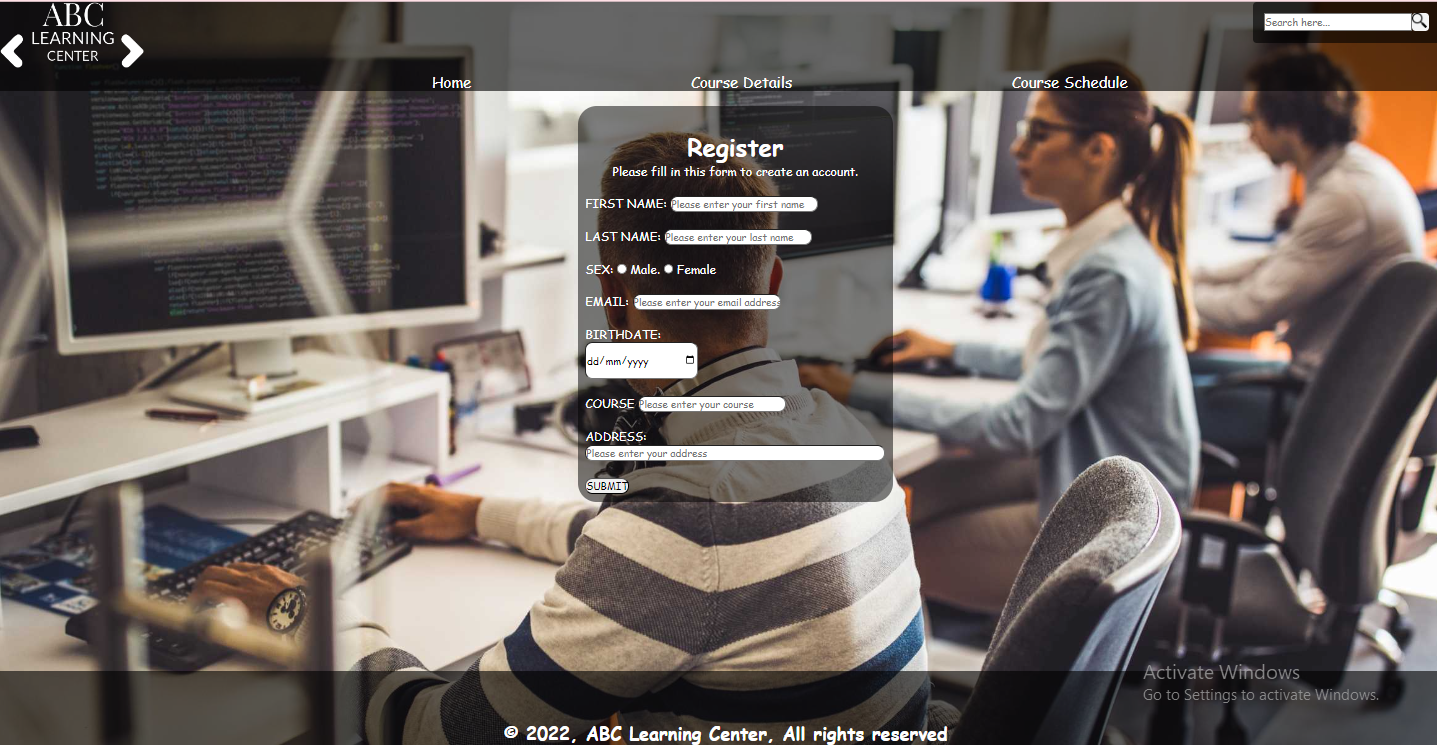 ABC
LEARNING
CENTER
Search here...
Home Course Details Course Schedule
Register
Please fill in this form to create an account.
FIRST NAME: Please enter your first name
LAST NAME: Please enter your last name
SEX: Male. Female
EMAIL: Please enter your email address
BIRTHDATE:
dd/mm/yyyy
COURSE Please enter your course
ADDRESS:
Please enter your address
SUBMIT
Activate Windows
Go to Settings to activate Windows.
© 2022, ABC Learning Center, All rights reserved